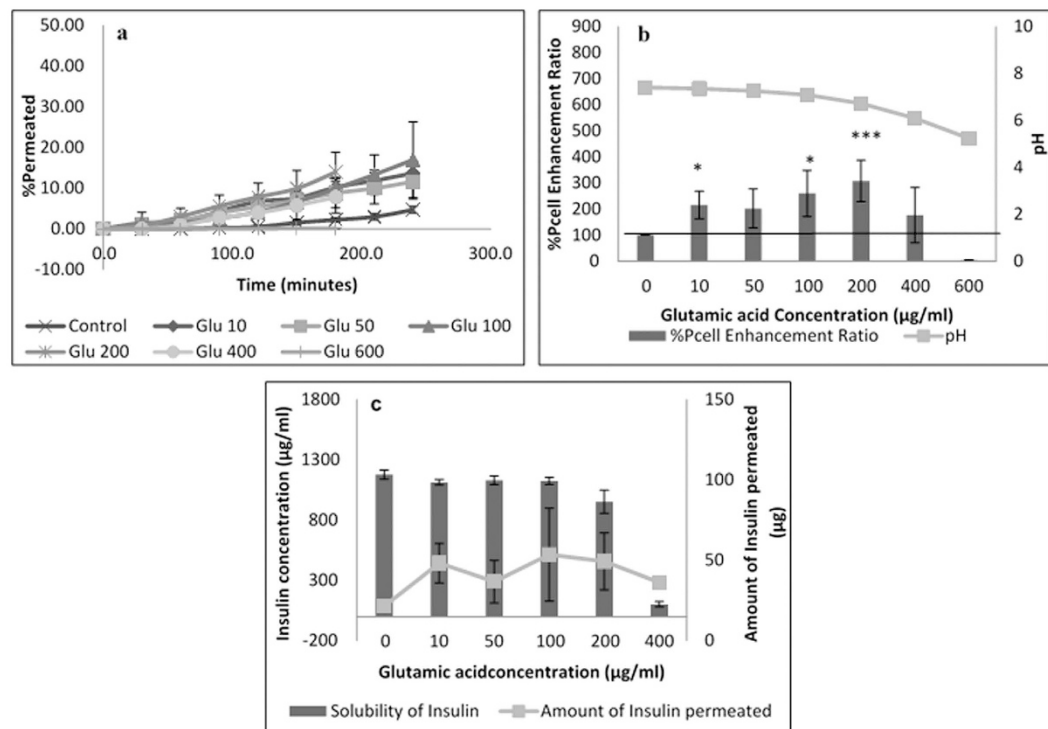 a
50.00
40.00
30.00
20.00
10.00
0.00
-10.00
%Permeated
0.0 100.0 200.0 300.0
Time (minutes)
Control Glu 10 Glu 50 Glu 100
Glu 200 Glu 400 Glu 600
b
900
800
700
600
500
400
300
200
100
0
%Pcell Enhancement Ratio
* * ***
10
8
6
4
2
0
pH
0 10 50 100 200 400 600
Glutamic acid Concentration (µg/ml)
%Pcell Enhancement Ratio pH
c
1800
1300
800
300
-200
Insulin concentration (µg/ml)
150
100
50
0
Amount of Insulin permeated
(µg)
0 10 50 100 200 400
Glutamic acidconcentration (µg/ml)
Solubility of Insulin Amount of Insulin permeated